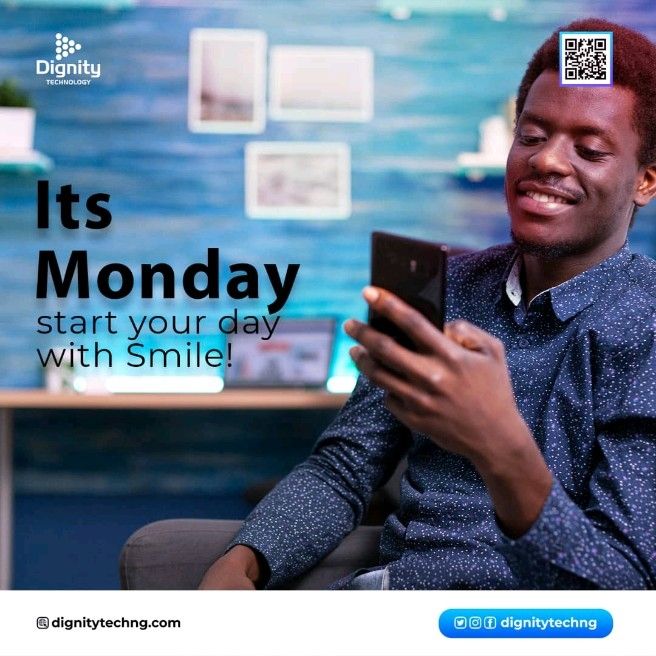 Dignity
TECHNOLOGY
Its
Monday
start your day
with Smile!
dignitytechng.com
dignitytechng